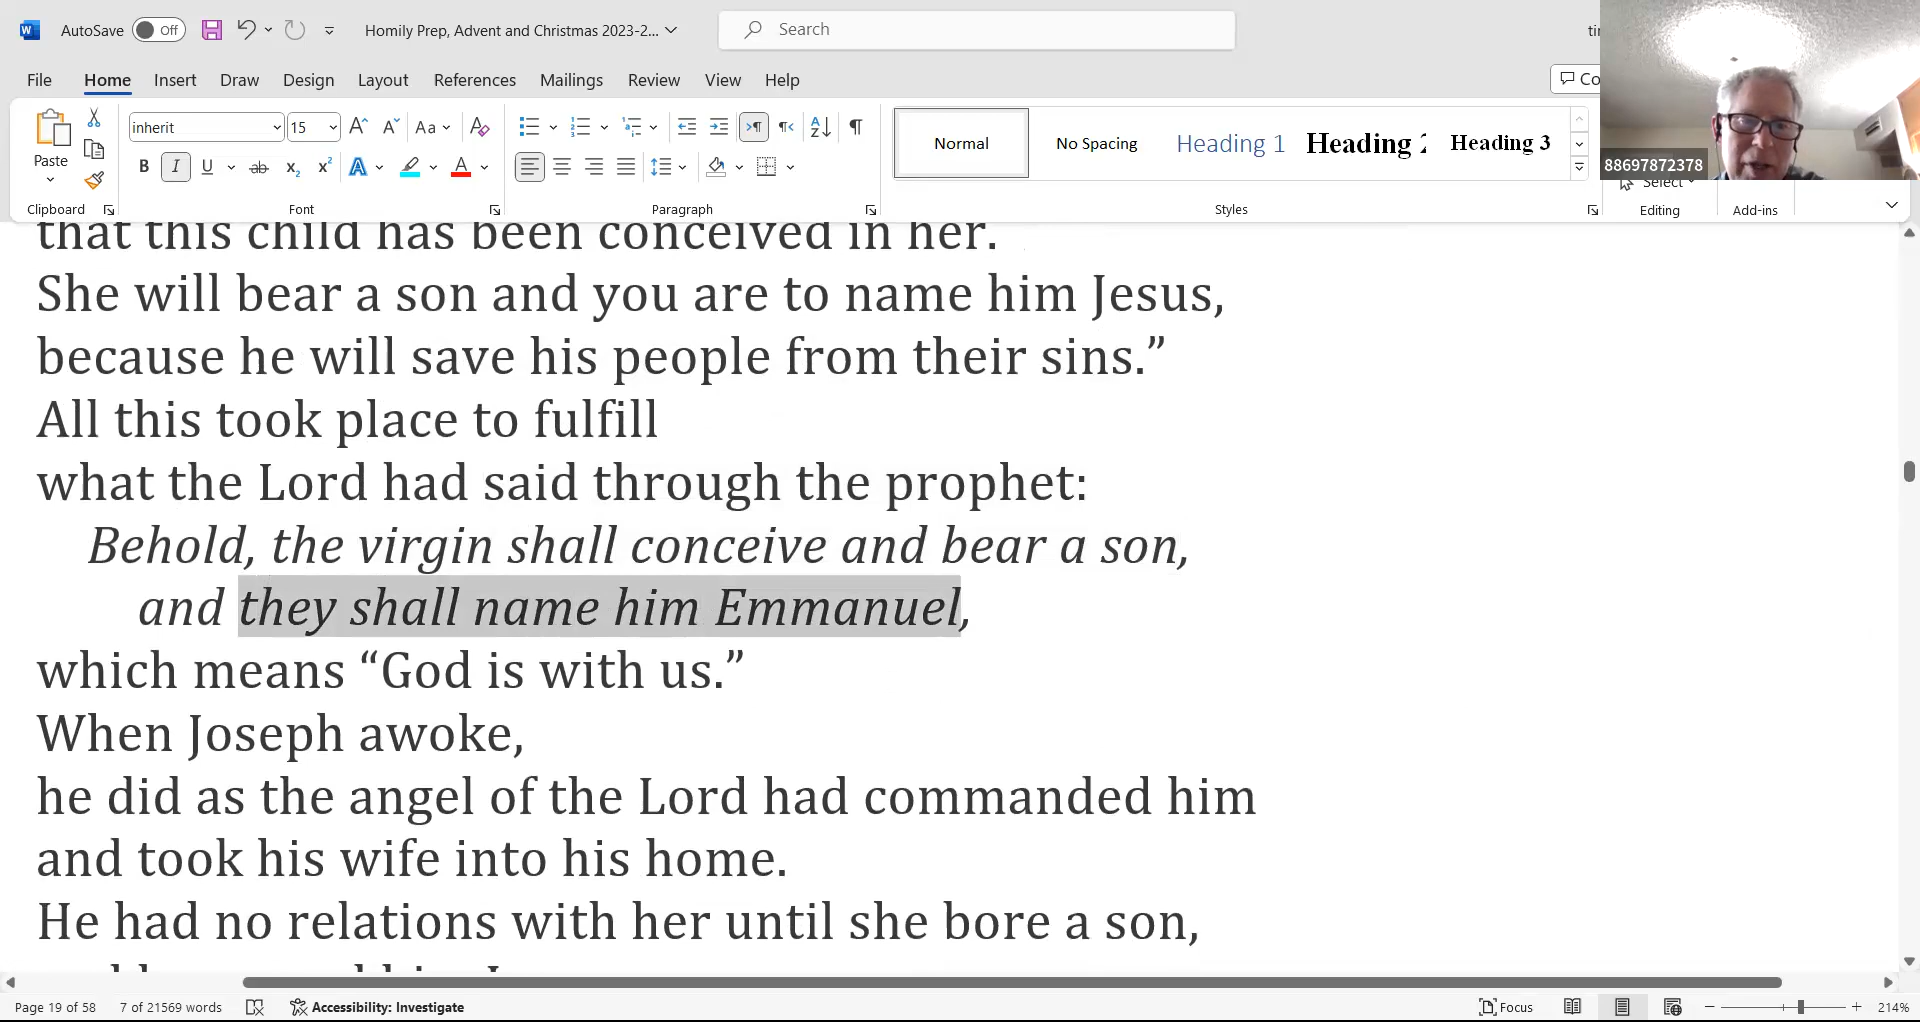 AutoSave Off Homily Prep, Advent and Christmas 2023-2... Search
File Home Insert Draw Design Layout References Mailings Review View Help
inherit 15 Aa
Paste B I U ab x₂ x² A A
Normal No Spacing Heading 1 Heading 2 Heading 3
88697872378
Select
Clipboard Font Paragraph Styles Editing Add-ins
that this child has been conceived in her.
She will bear a son and you are to name him Jesus,
because he will save his people from their sins.”
All this took place to fulfill
what the Lord had said through the prophet:
Behold, the virgin shall conceive and bear a son,
and they shall name him Emmanuel,
which means “God is with us.”
When Joseph awoke,
he did as the angel of the Lord had commanded him
and took his wife into his home.
He had no relations with her until she bore a son,
Page 19 of 58 7 of 21569 words Accessibility: Investigate Focus 214%